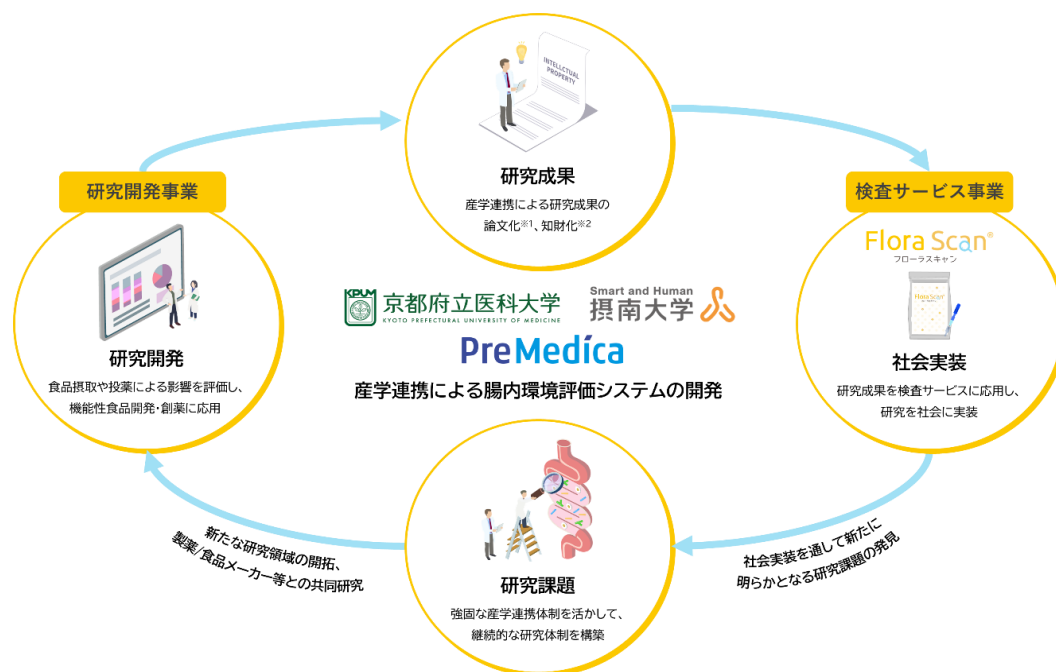 INTELLCTUAL
PROPERTY
研究成果
産学連携による研究成果の
論文化※1、知財化※2
研究開発事業
検査サービス事業
Flora Scan®
フローラスキャン
FloraScan
研究開発
食品摂取や投薬による影響を評価し、
機能性食品開発・創薬に応用
KPUM
京都府立医科大学
KYOTO PREFECTURAL UNIVERSITY OF MEDICINE
Smart and Human
摂南大学
PreMedica
産学連携による腸内環境評価システムの開発
社会実装
研究成果を検査サービスに応用し、
研究を社会に実装
新たな研究領域の開拓、
製薬/食品メーカー等との共同研究
社会実装を通して新たに
明らかとなる研究課題の発見
研究課題
強固な産学連携体制を活かして、
継続的な研究体制を構築